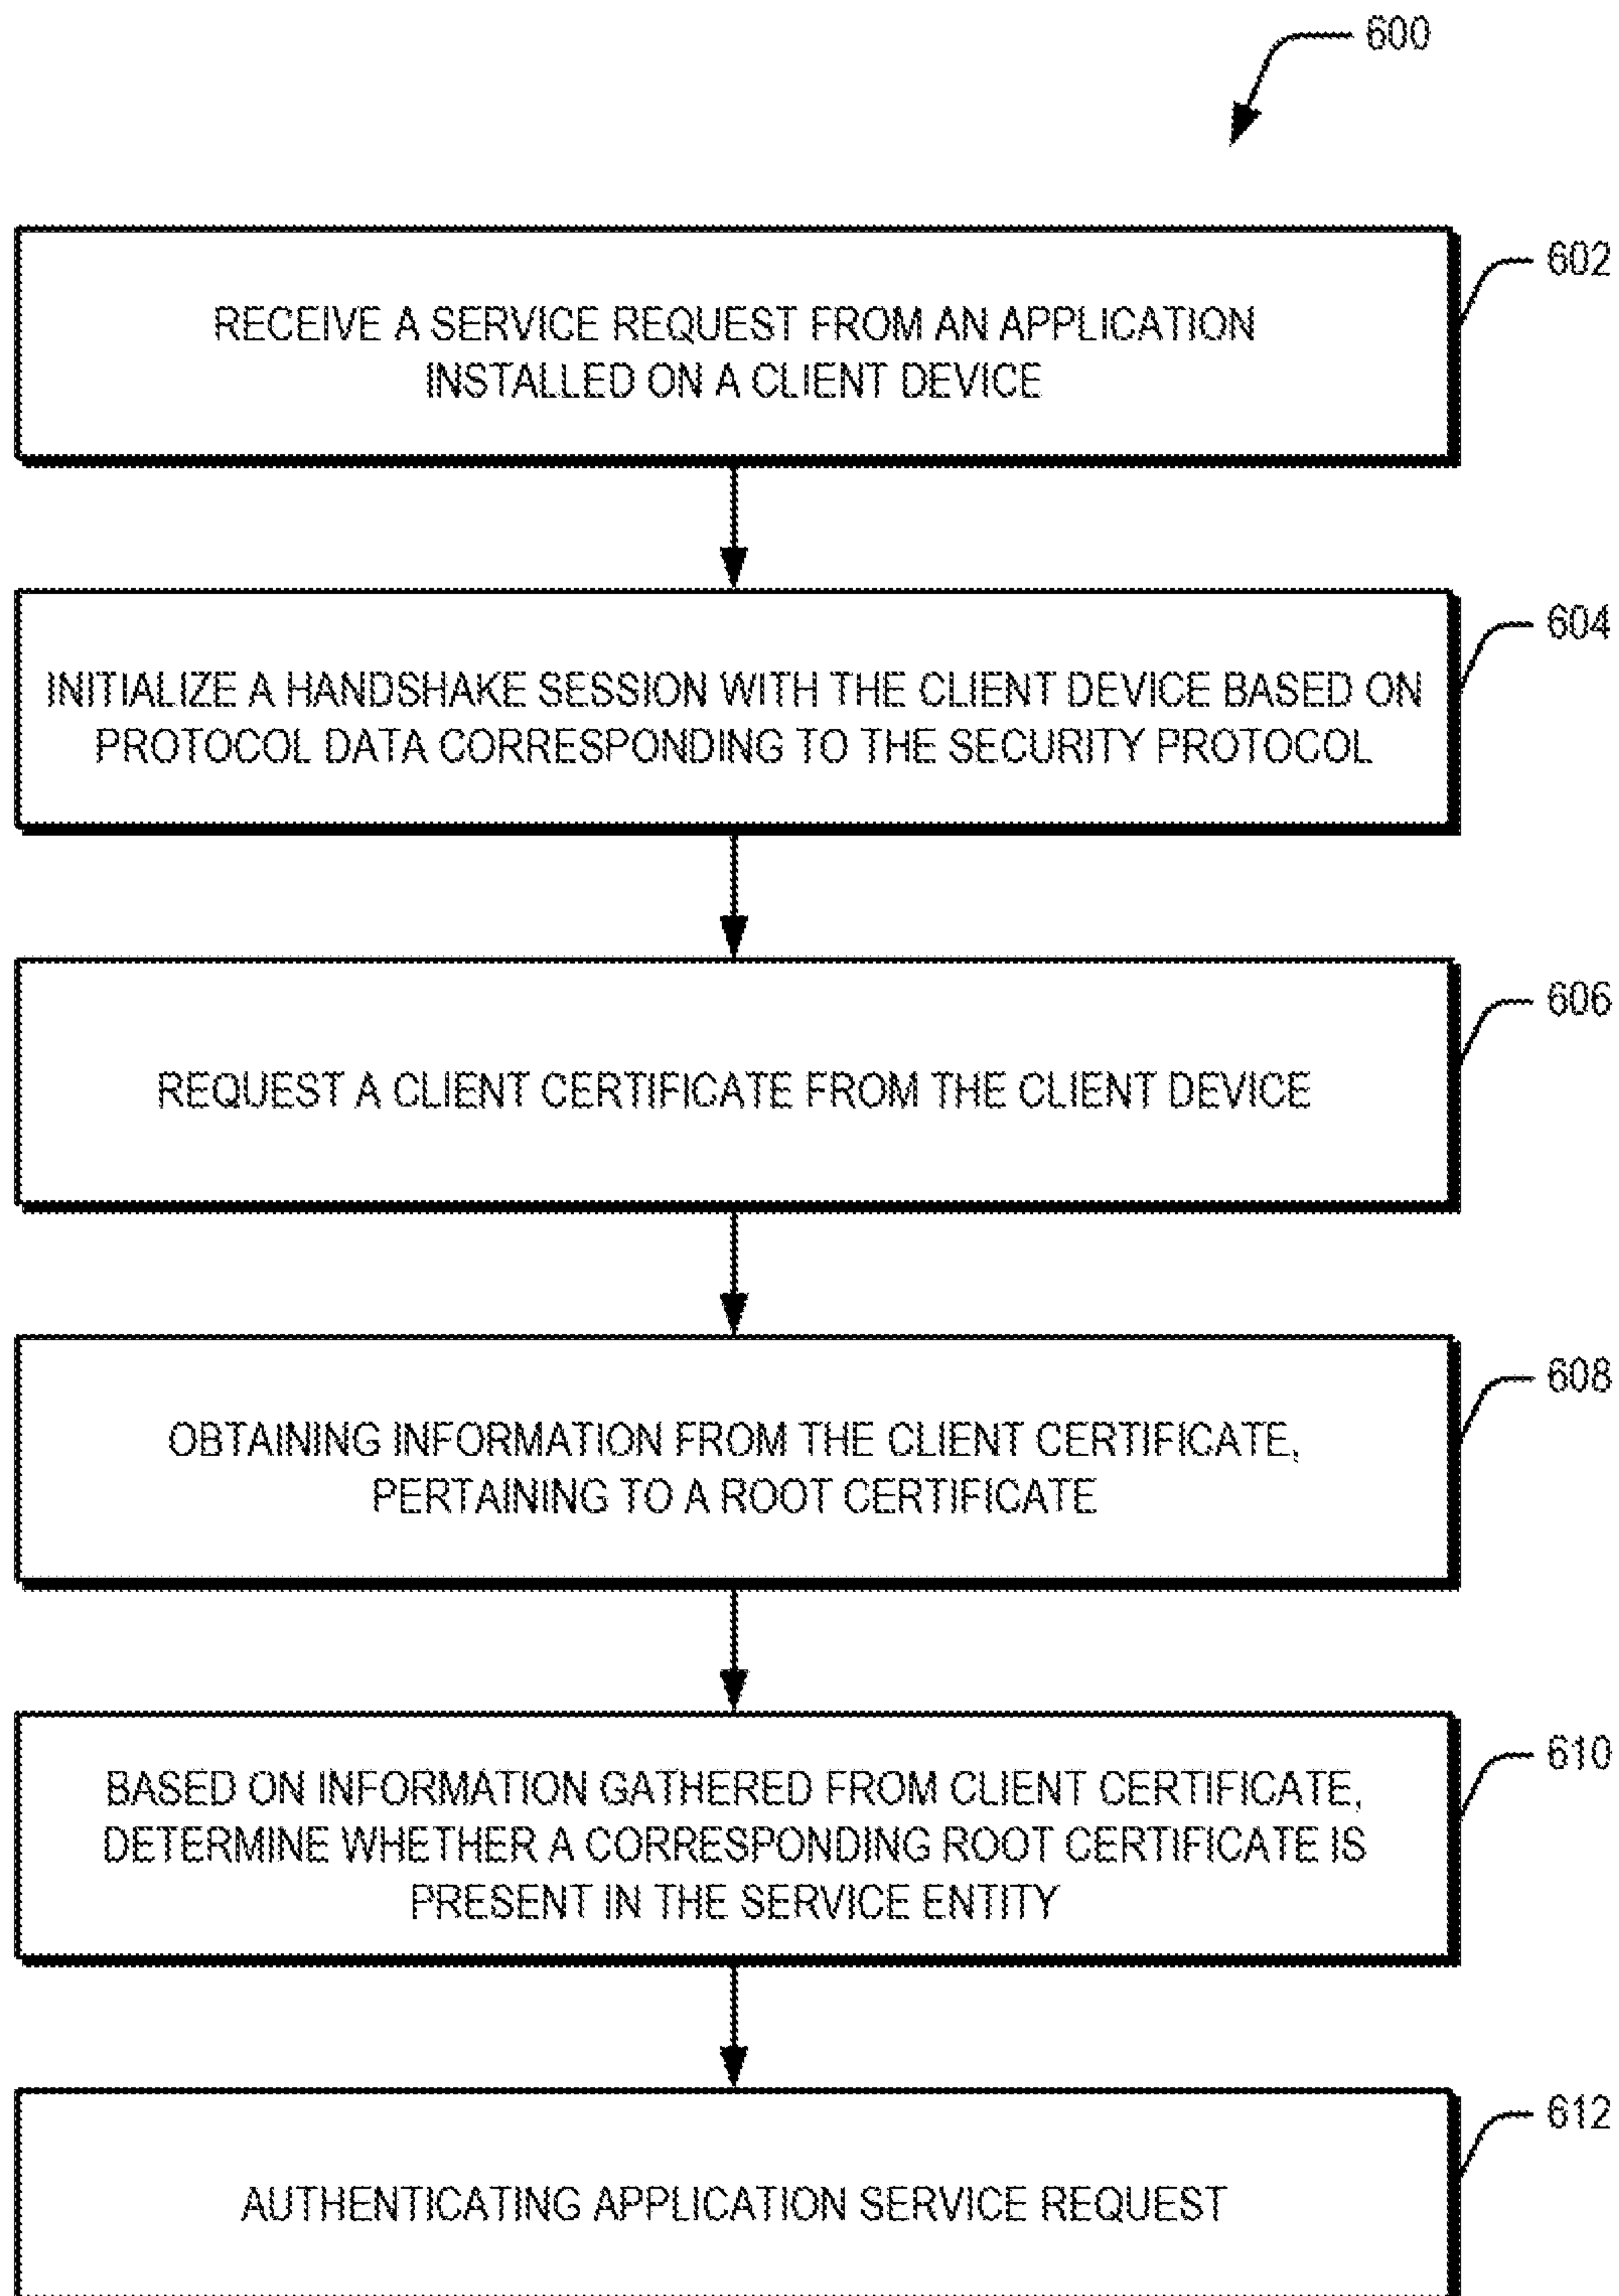 600
602
RECEIVE A SERVICE REQUEST FROM AN APPLICATION
INSTALLED ON A CLIENT DEVICE
604
INITIALIZE A HANDSHAKE SESSION WITH THE CLIENT DEVICE BASED ON
PROTOCOL DATA CORRESPONDING TO THE SECURITY PROTOCOL
606
REQUEST A CLIENT CERTIFICATE FROM THE CLIENT DEVICE
608
OBTAINING INFORMATION FROM THE CLIENT CERTIFICATE,
PERTAINING TO A ROOT CERTIFICATE
610
BASED ON INFORMATION GATHERED FROM CLIENT CERTIFICATE,
DETERMINE WHETHER A CORRESPONDING ROOT CERTIFICATE IS
PRESENT IN THE SERVICE ENTITY
612
AUTHENTICATING APPLICATION SERVICE REQUEST